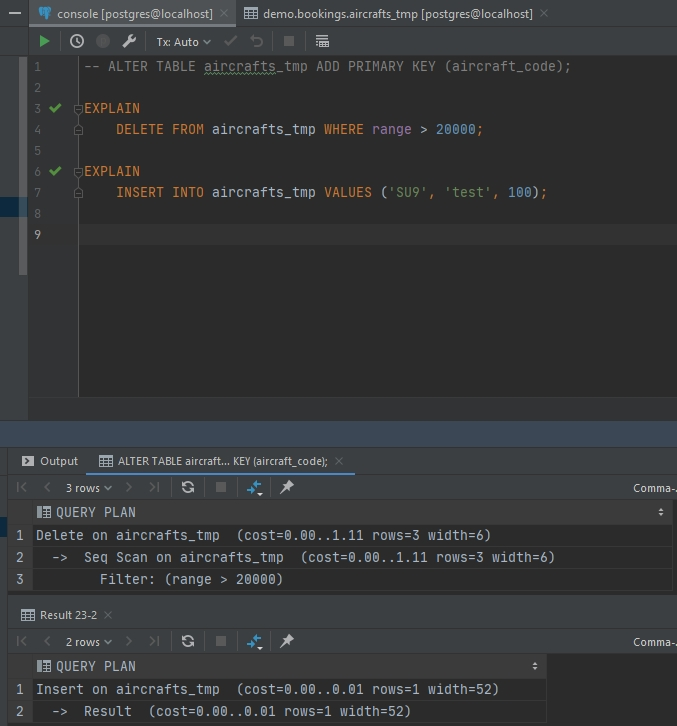 console [postgres@localhost]
demo.bookings.aircrafts_tmp [postgres@localhost]
Tx: Auto
1 -- ALTER TABLE aircrafts_tmp ADD PRIMARY KEY (aircraft_code);
2
3 EXPLAIN
4 DELETE FROM aircrafts_tmp WHERE range > 20000;
5
6 EXPLAIN
7 INSERT INTO aircrafts_tmp VALUES ('SU9', 'test', 100);
8
9
Output
ALTER TABLE aircraft... KEY (aircraft_code);
3 rows
Comma-
QUERY PLAN
1 Delete on aircrafts_tmp (cost=0.00..1.11 rows=3 width=6)
2 -> Seq Scan on aircrafts_tmp (cost=0.00..1.11 rows=3 width=6)
3 Filter: (range > 20000)
Result 23-2
2 rows
Comma-
QUERY PLAN
1 Insert on aircrafts_tmp (cost=0.00..0.01 rows=1 width=52)
2 -> Result (cost=0.00..0.01 rows=1 width=52)